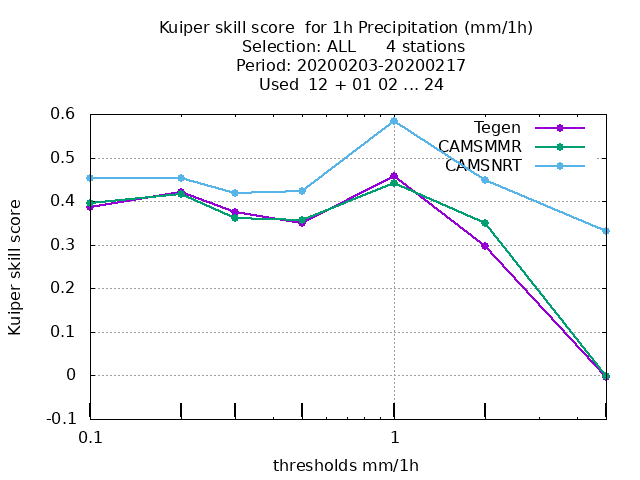 Kuiper skill score  for 1h Precipitation (mm/1h)
Selection: ALL      4 stations
Period: 20200203-20200217
Used  12 + 01 02 ... 24
Tegen
CAMSMMR
CAMSNRT
Kuiper skill score
0.6
0.5
0.4
0.3
0.2
0.1
0
-0.1
0.1
1
thresholds mm/1h